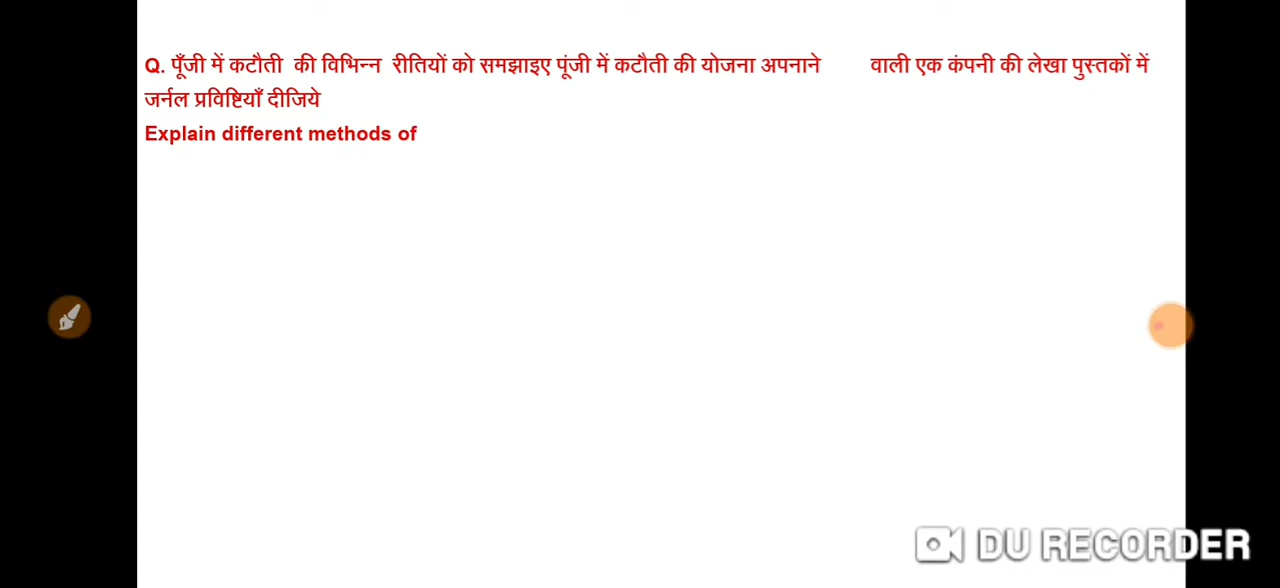 Q. पूँजी में कटौती की विभिन्न रीतियों को समझाइए पूंजी में कटौती की योजना अपनाने वाली एक कंपनी की लेखा पुस्तकों में
जर्नल प्रविष्टियाँ दीजिये
Explain different methods of
DU RECORDER